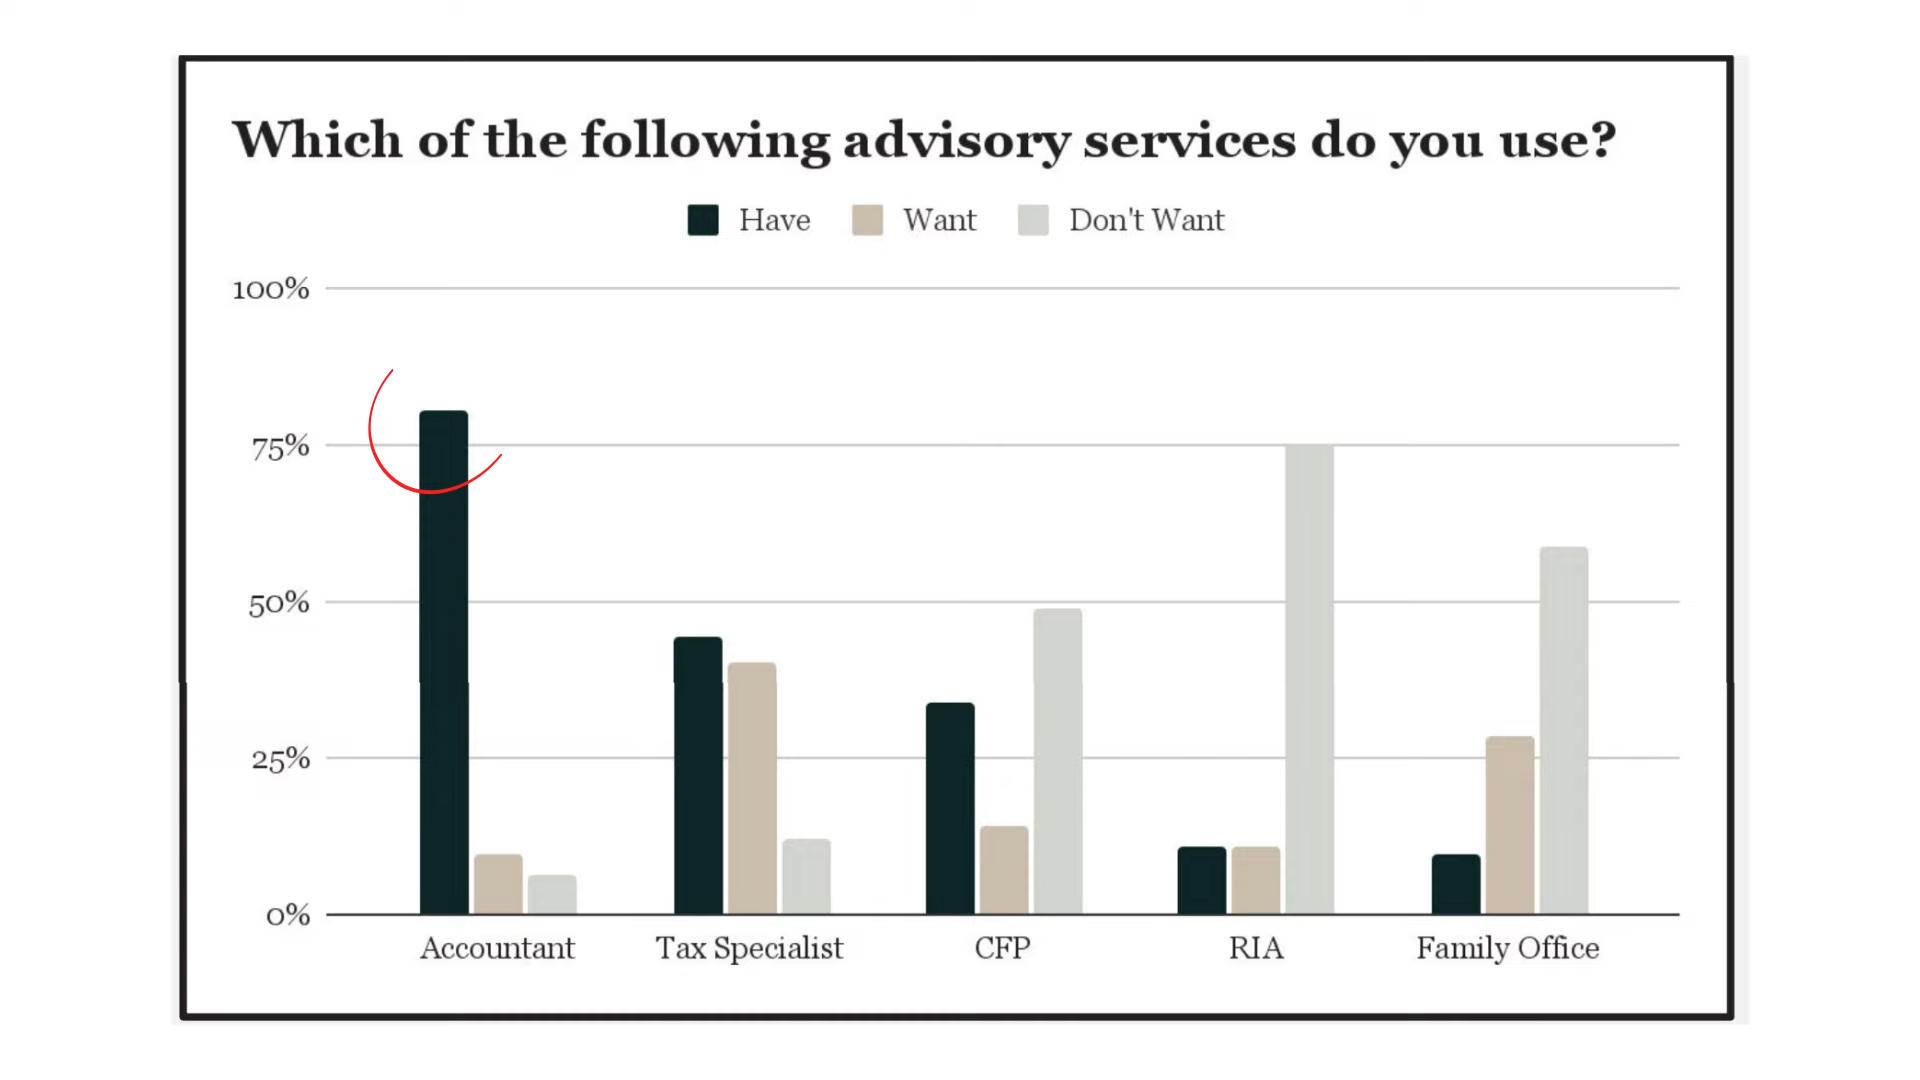 Which of the following advisory services do you use?
Have Want Don't Want
100%
75%
50%
25%
0%
Accountant Tax Specialist CFP RIA Family Office